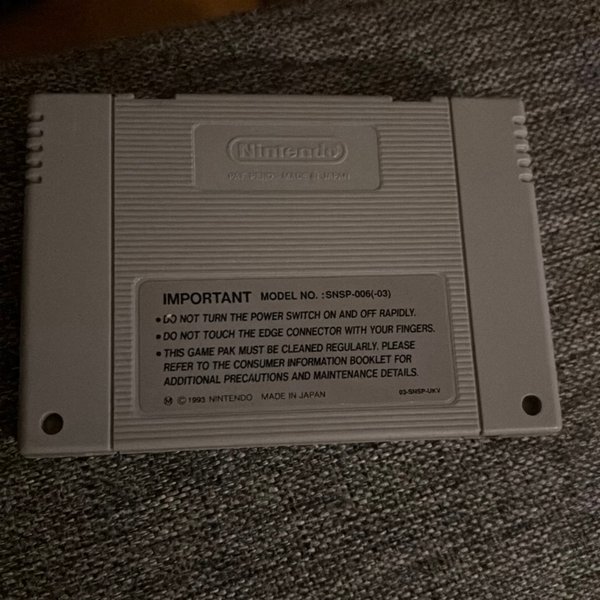 Nintendo
PAT. PEND. MADE IN JAPAN
IMPORTANT MODEL NO. :SNSP-006(-03)
•DO NOT TURN THE POWER SWITCH ON AND OFF RAPIDLY.
•DO NOT TOUCH THE EDGE CONNECTOR WITH YOUR FINGERS.
•THIS GAME PAK MUST BE CLEANED REGULARLY. PLEASE
REFER TO THE CONSUMER INFORMATION BOOKLET FOR
ADDITIONAL PRECAUTIONS AND MAINTENANCE DETAILS.
Ⓜ ©1993 NINTENDO MADE IN JAPAN
03-SNSP-UKV